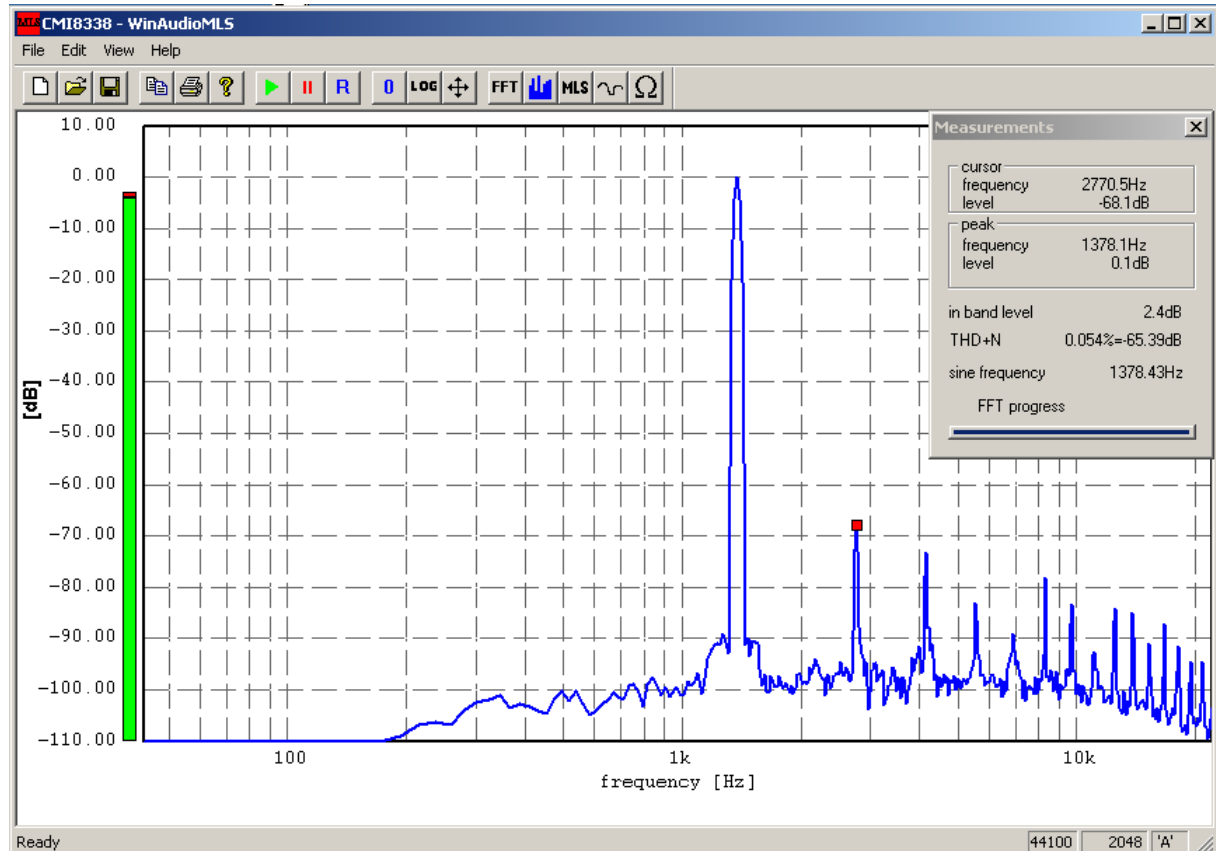 MLS CMI8338 - WinAudioMLS
File Edit View Help
0 LOG FFT MLS Ω
R
?
Measurements
cursor
frequency 2770.5Hz
level -68.1dB
peak
frequency 1378.1Hz
level 0.1dB
in band level 2.4dB
THD+N 0.054%=-65.39dB
sine frequency 1378.43Hz
FFT progress
[dB]
10.00
0.00
-10.00
-20.00
-30.00
-40.00
-50.00
-60.00
-70.00
-80.00
-90.00
-100.00
-110.00
100 1k 10k
frequency [Hz]
Ready 44100 2048 'A'